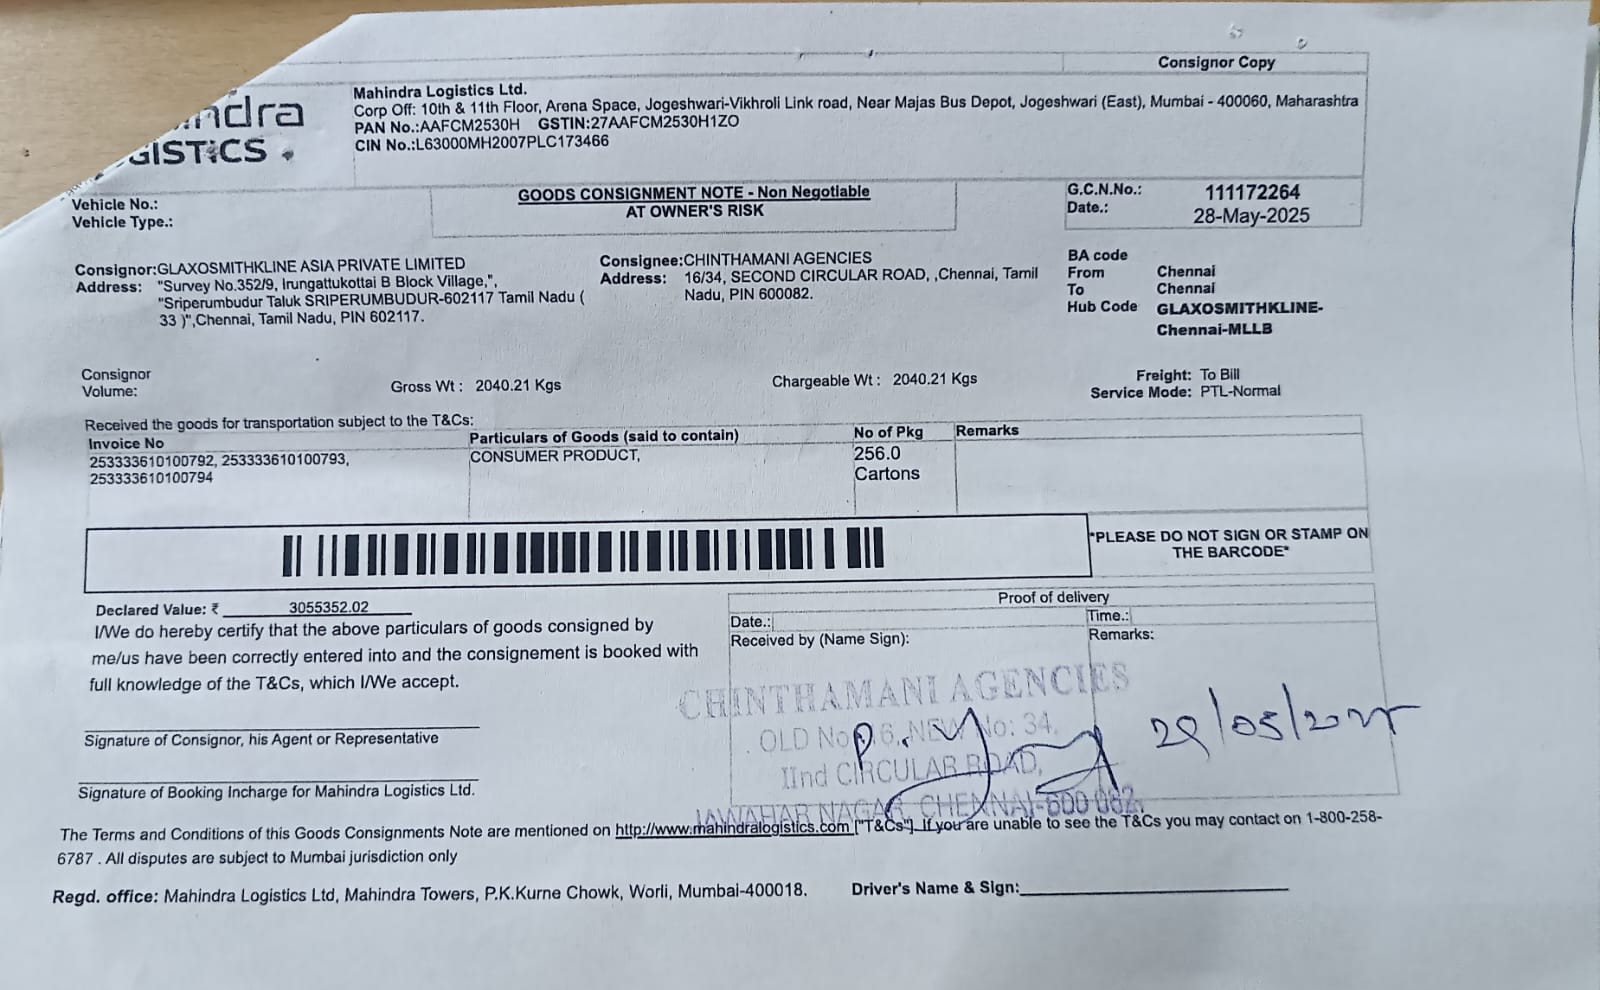 Consignor Copy
ndra
GISTICS
Mahindra Logistics Ltd.
Corp Off: 10th & 11th Floor, Arena Space, Jogeshwari-Vikhroli Link road, Near Majas Bus Depot, Jogeshwari (East), Mumbai - 400060, Maharashtra
PAN No.:AAFCM2530H GSTIN:27AAFCM2530H1ZO
CIN No.:L63000MH2007PLC173466
Vehicle No.:
Vehicle Type.:
GOODS CONSIGNMENT NOTE - Non Negotiable
AT OWNER'S RISK
G.C.N.No.: 111172264
Date.: 28-May-2025
Consignor:GLAXOSMITHKLINE ASIA PRIVATE LIMITED
Address: "Survey No.352/9, Irungattukottai B Block Village,",
"Sriperumbudur Taluk SRIPERUMBUDUR-602117 Tamil Nadu (
33 )",Chennai, Tamil Nadu, PIN 602117.
Consignee:CHINTHAMANI AGENCIES
Address: 16/34, SECOND CIRCULAR ROAD, ,Chennai, Tamil
Nadu, PIN 600082.
BA code
From Chennai
To Chennai
Hub Code GLAXOSMITHKLINE-
Chennai-MLLB
Consignor
Volume:
Gross Wt : 2040.21 Kgs
Chargeable Wt : 2040.21 Kgs
Freight: To Bill
Service Mode: PTL-Normal
Received the goods for transportation subject to the T&Cs:
Invoice No Particulars of Goods (said to contain) No of Pkg Remarks
253333610100792, 253333610100793, CONSUMER PRODUCT, 256.0
253333610100794 Cartons
*PLEASE DO NOT SIGN OR STAMP ON
THE BARCODE*
Declared Value: ₹ 3055352.02
I/We do hereby certify that the above particulars of goods consigned by
me/us have been correctly entered into and the consignement is booked with
full knowledge of the T&Cs, which I/We accept.
Signature of Consignor, his Agent or Representative
Signature of Booking Incharge for Mahindra Logistics Ltd.
Proof of delivery
Date.: Time.:
Received by (Name Sign): Remarks:
CHINTHAMANI AGENCIES
OLD No 6, NEW No: 34,
IInd CIRCULAR ROAD,
JAWAHAR NAGAR, CHENNAI-600 082.
29/05/2025
The Terms and Conditions of this Goods Consignments Note are mentioned on http://www.mahindralogistics.com ["T&Cs"]. If you are unable to see the T&Cs you may contact on 1-800-258-
6787 . All disputes are subject to Mumbai jurisdiction only
Regd. office: Mahindra Logistics Ltd, Mahindra Towers, P.K.Kurne Chowk, Worli, Mumbai-400018. Driver's Name & Sign: